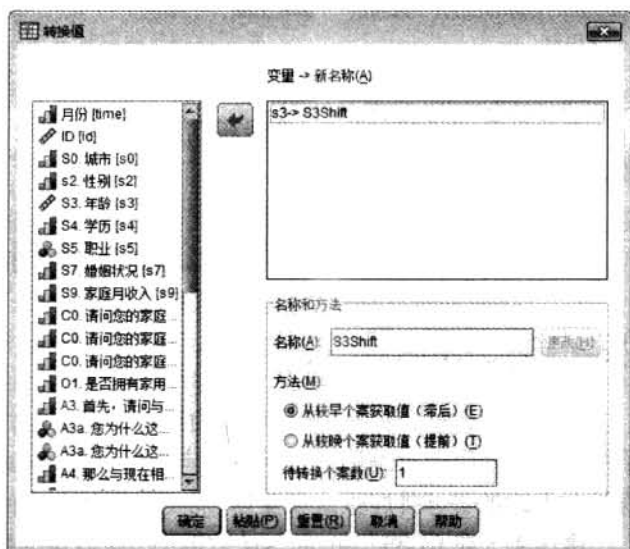 转换值
变量 -> 新名称(A)
月份 [time]
ID [id]
S0. 城市 [s0]
s2. 性别 [s2]
S3. 年龄 [s3]
S4. 学历 [s4]
S5. 职业 [s5]
S7. 婚姻状况 [s7]
S9. 家庭月收入 [s9]
C0. 请问您的家庭...
C0. 请问您的家庭...
C0. 请问您的家庭...
O1. 是否拥有家用...
A3. 首先，请问与...
A3a. 您为什么这...
A3a. 您为什么这...
A4. 那么与现在相...
s3-> S3Shift
名称和方法
名称(A): S3Shift
更改(H)
方法(M):
从较早个案获取值（滞后）(E)
从较晚个案获取值（提前）(T)
待转换个案数(U): 1
确定 粘贴(P) 重置(R) 取消 帮助